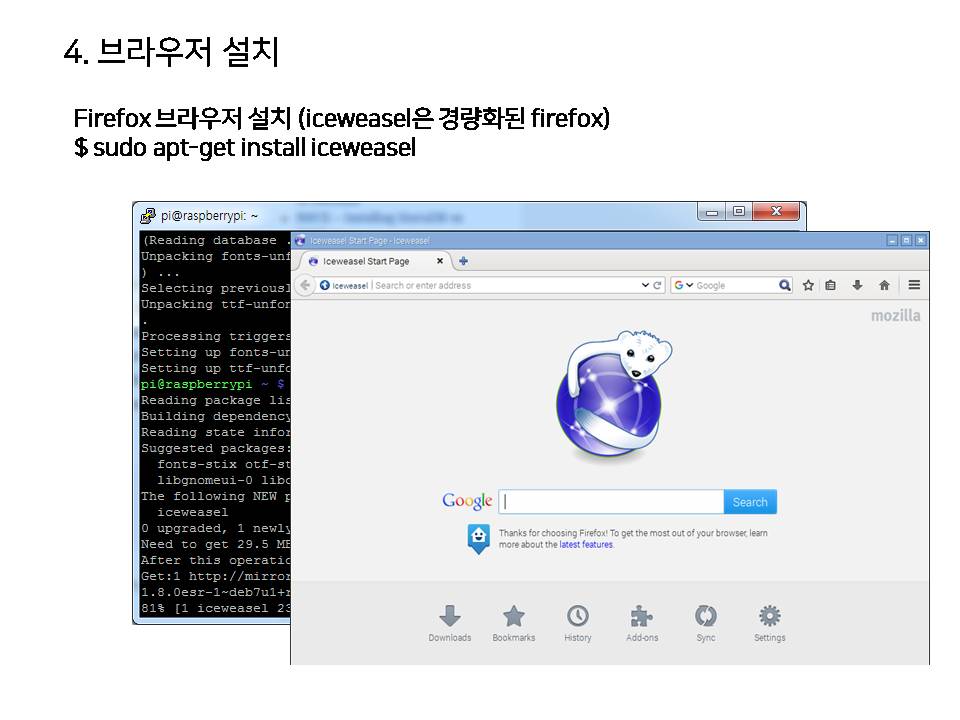 4. 브라우저 설치
Firefox 브라우저 설치 (iceweasel은 경량화된 firefox)
$ sudo apt-get install iceweasel
pi@raspberrypi: ~
(Reading database .
Unpacking fonts-unf
) ...
Selecting previousl
Unpacking ttf-unfon
.
Processing triggers
Setting up fonts-un
Setting up ttf-unfo
pi@raspberrypi ~ $
Reading package lis
Building dependency
Reading state infor
Suggested packages:
fonts-stix otf-st
libgnomeui-0 libc
The following NEW p
iceweasel
0 upgraded, 1 newly
Need to get 29.5 MB
After this operatio
Get:1 http://mirror
1.8.0esr-1~deb7u1+r
81% [1 iceweasel 23
Iceweasel Start Page - Iceweasel
Iceweasel Start Page
Iceweasel Search or enter address
Google
mozilla
Google
Search
Thanks for choosing Firefox! To get the most out of your browser, learn
more about the latest features.
Downloads Bookmarks History Add-ons Sync Settings